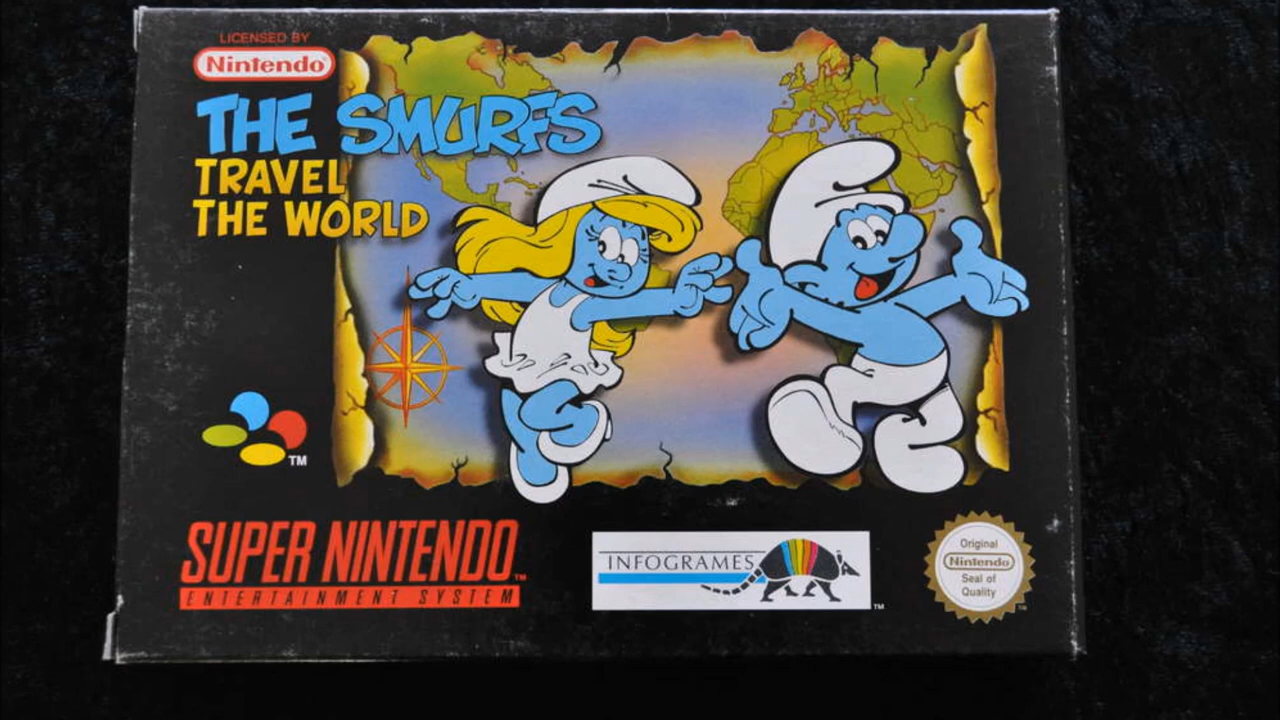 LICENSED BY
Nintendo
THE SMURFS
TRAVEL
THE WORLD
TM
SUPER NINTENDO
TM
ENTERTAINMENT SYSTEM
INFOGRAMES
TM
Original
Nintendo
Seal of
Quality
TM